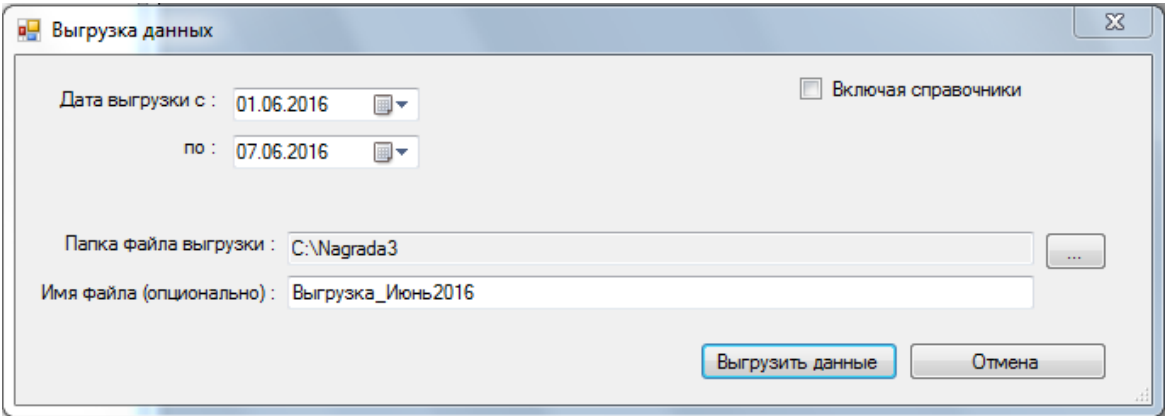 Выгрузка данных
Дата выгрузки с : 01.06.2016
Включая справочники
по : 07.06.2016
Папка файла выгрузки : C:\Nagrada3 ...
Имя файла (опционально) : Выгрузка_Июнь2016
Выгрузить данные Отмена